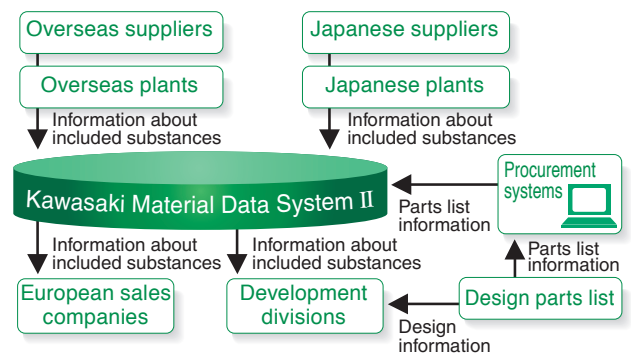 Overseas suppliers
Japanese suppliers
Overseas plants
Japanese plants
Information about
included substances
Information about
included substances
Kawasaki Material Data System II
Procurement
systems
Parts list
information
Parts list
information
Information about
included substances
Information about
included substances
European sales
companies
Development
divisions
Design parts list
Design
information